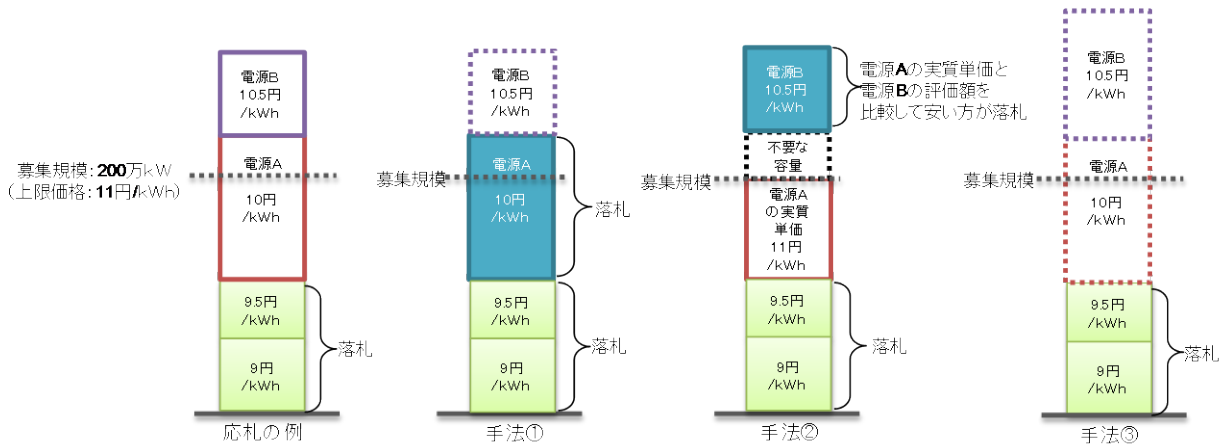 募集規模：200万kW
（上限価格：11円/kWh）
電源B
10.5円
/kWh
電源A
10円
/kWh
9.5円
/kWh
9円
/kWh
落札
応札の例
募集規模
電源B
10.5円
/kWh
電源A
10円
/kWh
落札
9.5円
/kWh
9円
/kWh
落札
手法①
募集規模
電源B
10.5円
/kWh
電源Aの実質単価と
電源Bの評価額を
比較して安い方が落札
不要な
容量
電源A
の実質
単価
11円
/kWh
9.5円
/kWh
9円
/kWh
落札
手法②
募集規模
電源B
10.5円
/kWh
電源A
10円
/kWh
9.5円
/kWh
9円
/kWh
落札
手法③